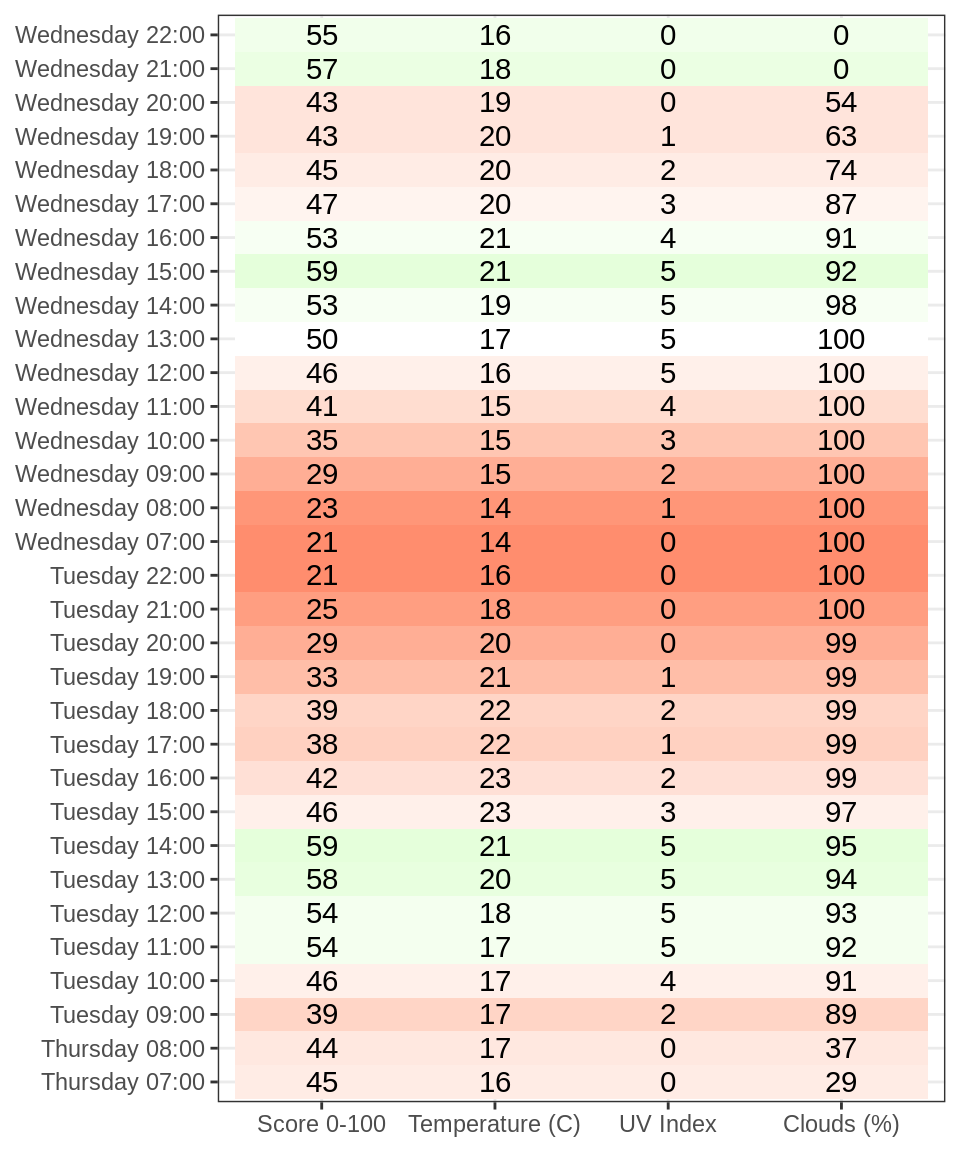 Wednesday 22:00 55 16 0 0
Wednesday 21:00 57 18 0 0
Wednesday 20:00 43 19 0 54
Wednesday 19:00 43 20 1 63
Wednesday 18:00 45 20 2 74
Wednesday 17:00 47 20 3 87
Wednesday 16:00 53 21 4 91
Wednesday 15:00 59 21 5 92
Wednesday 14:00 53 19 5 98
Wednesday 13:00 50 17 5 100
Wednesday 12:00 46 16 5 100
Wednesday 11:00 41 15 4 100
Wednesday 10:00 35 15 3 100
Wednesday 09:00 29 15 2 100
Wednesday 08:00 23 14 1 100
Wednesday 07:00 21 14 0 100
Tuesday 22:00 21 16 0 100
Tuesday 21:00 25 18 0 100
Tuesday 20:00 29 20 0 99
Tuesday 19:00 33 21 1 99
Tuesday 18:00 39 22 2 99
Tuesday 17:00 38 22 1 99
Tuesday 16:00 42 23 2 99
Tuesday 15:00 46 23 3 97
Tuesday 14:00 59 21 5 95
Tuesday 13:00 58 20 5 94
Tuesday 12:00 54 18 5 93
Tuesday 11:00 54 17 5 92
Tuesday 10:00 46 17 4 91
Tuesday 09:00 39 17 2 89
Thursday 08:00 44 17 0 37
Thursday 07:00 45 16 0 29
Score 0-100 Temperature (C) UV Index Clouds (%)